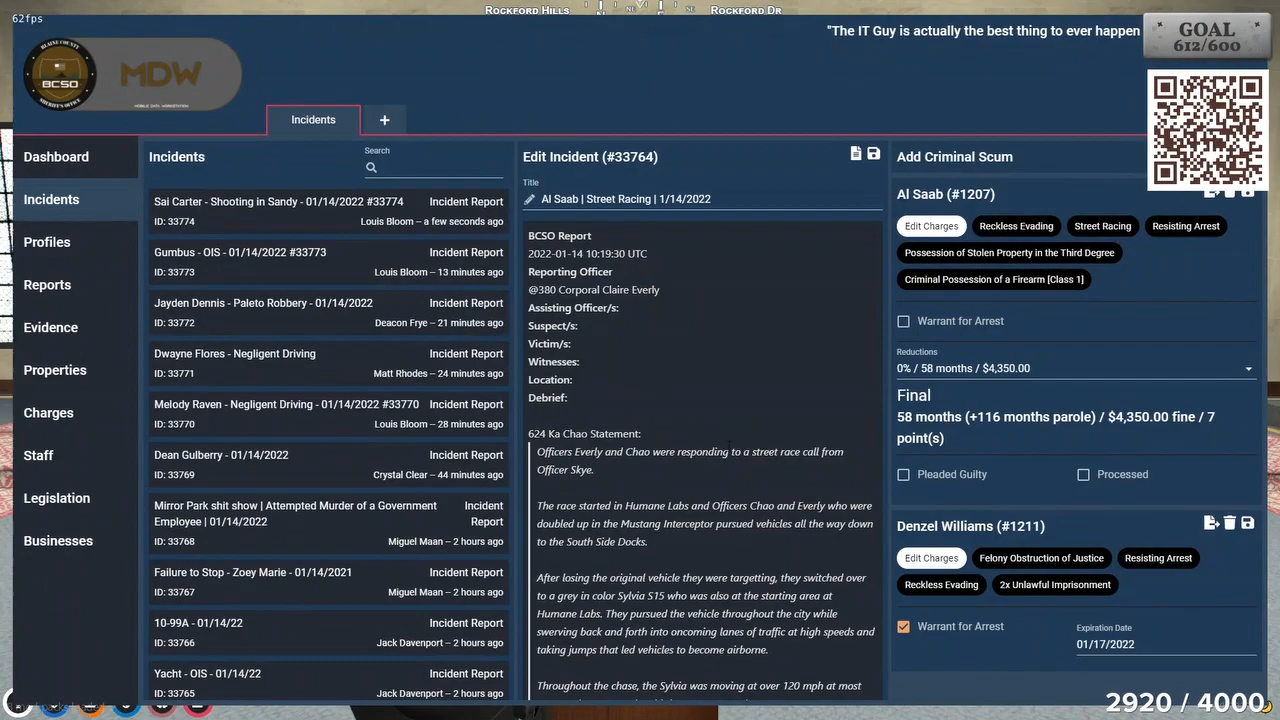 62fps
ROCKFORD HILLS
NE
SE
ROCKFORD DR
"The IT Guy is actually the best thing to ever happen
GOAL
612/600
BLAINE COUNTY
BCSO
SHERIFF'S OFFICE
MDW
MOBILE DATA WORKSTATION
Incidents
+
Dashboard
Incidents
Profiles
Reports
Evidence
Properties
Charges
Staff
Legislation
Businesses
Incidents
Search
Sai Carter - Shooting in Sandy - 01/14/2022 #33774 Incident Report
ID: 33774 Louis Bloom – a few seconds ago
Gumbus - OIS - 01/14/2022 #33773 Incident Report
ID: 33773 Louis Bloom – 13 minutes ago
Jayden Dennis - Paleto Robbery - 01/14/2022 Incident Report
ID: 33772 Deacon Frye – 21 minutes ago
Dwayne Flores - Negligent Driving Incident Report
ID: 33771 Matt Rhodes – 24 minutes ago
Melody Raven - Negligent Driving - 01/14/2022 #33770 Incident Report
ID: 33770 Louis Bloom – 28 minutes ago
Dean Gulberry - 01/14/2022 Incident Report
ID: 33769 Crystal Clear – 44 minutes ago
Mirror Park shit show | Attempted Murder of a Government Incident
Employee | 01/14/2022 Report
ID: 33768 Miguel Maan – 2 hours ago
Failure to Stop - Zoey Marie - 01/14/2021 Incident Report
ID: 33767 Miguel Maan – 2 hours ago
10-99A - 01/14/22 Incident Report
ID: 33766 Jack Davenport – 2 hours ago
Yacht - OIS - 01/14/22 Incident Report
ID: 33765 Jack Davenport – 2 hours ago
Edit Incident (#33764)
Title
Al Saab | Street Racing | 1/14/2022
BCSO Report
2022-01-14 10:19:30 UTC
Reporting Officer
@380 Corporal Claire Everly
Assisting Officer/s:
Suspect/s:
Victim/s:
Witnesses:
Location:
Debrief:
624 Ka Chao Statement:
Officers Everly and Chao were responding to a street race call from
Officer Skye.
The race started in Humane Labs and Officers Chao and Everly who were
doubled up in the Mustang Interceptor pursued vehicles all the way down
to the South Side Docks.
After losing the original vehicle they were targetting, they switched over
to a grey in color Sylvia S15 who was also at the starting area at
Humane Labs. They pursued the vehicle throughout the city while
swerving back and forth into oncoming lanes of traffic at high speeds and
taking jumps that led vehicles to become airborne.
Throughout the chase, the Sylvia was moving at over 120 mph at most
Add Criminal Scum
Al Saab (#1207)
Edit Charges Reckless Evading Street Racing Resisting Arrest
Possession of Stolen Property in the Third Degree
Criminal Possession of a Firearm [Class 1]
Warrant for Arrest
Reductions
0% / 58 months / $4,350.00
Final
58 months (+116 months parole) / $4,350.00 fine / 7
point(s)
Pleaded Guilty Processed
Denzel Williams (#1211)
Edit Charges Felony Obstruction of Justice Resisting Arrest
Reckless Evading 2x Unlawful Imprisonment
Warrant for Arrest
Expiration Date
01/17/2022
2920 / 4000